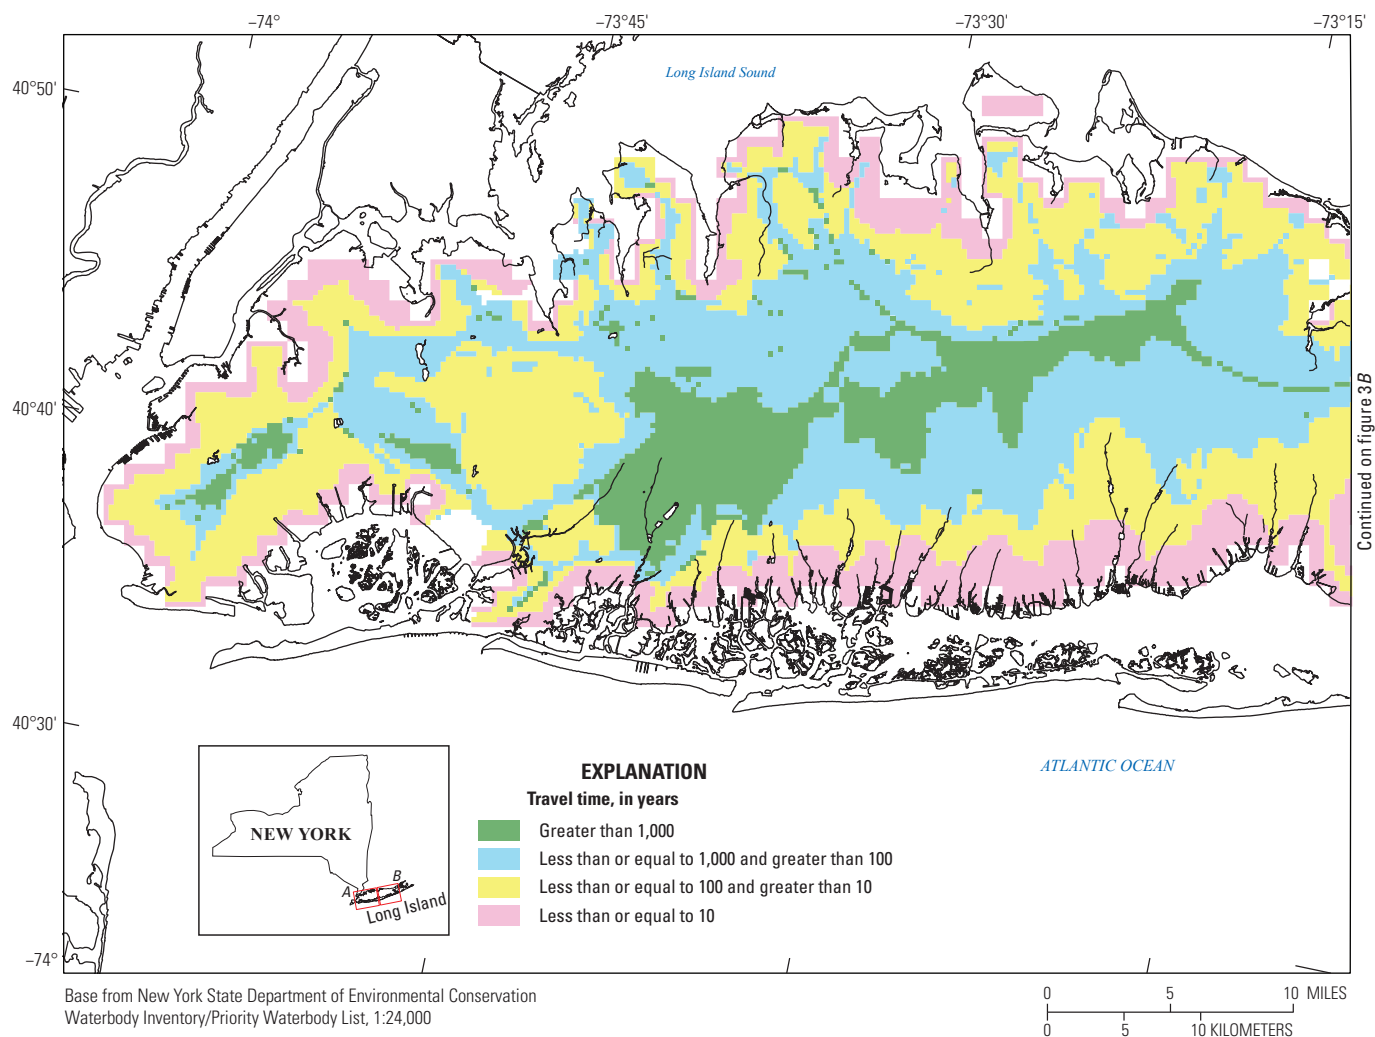 −74°
−73°45'
−73°30'
−73°15'
40°50'
Long Island Sound
40°40'
Continued on figure 3B
40°30'
ATLANTIC OCEAN
EXPLANATION
Travel time, in years
Greater than 1,000
Less than or equal to 1,000 and greater than 100
Less than or equal to 100 and greater than 10
Less than or equal to 10
NEW YORK
A
B
Long Island
−74°
Base from New York State Department of Environmental Conservation
Waterbody Inventory/Priority Waterbody List, 1:24,000
0 5 10 MILES
0 5 10 KILOMETERS